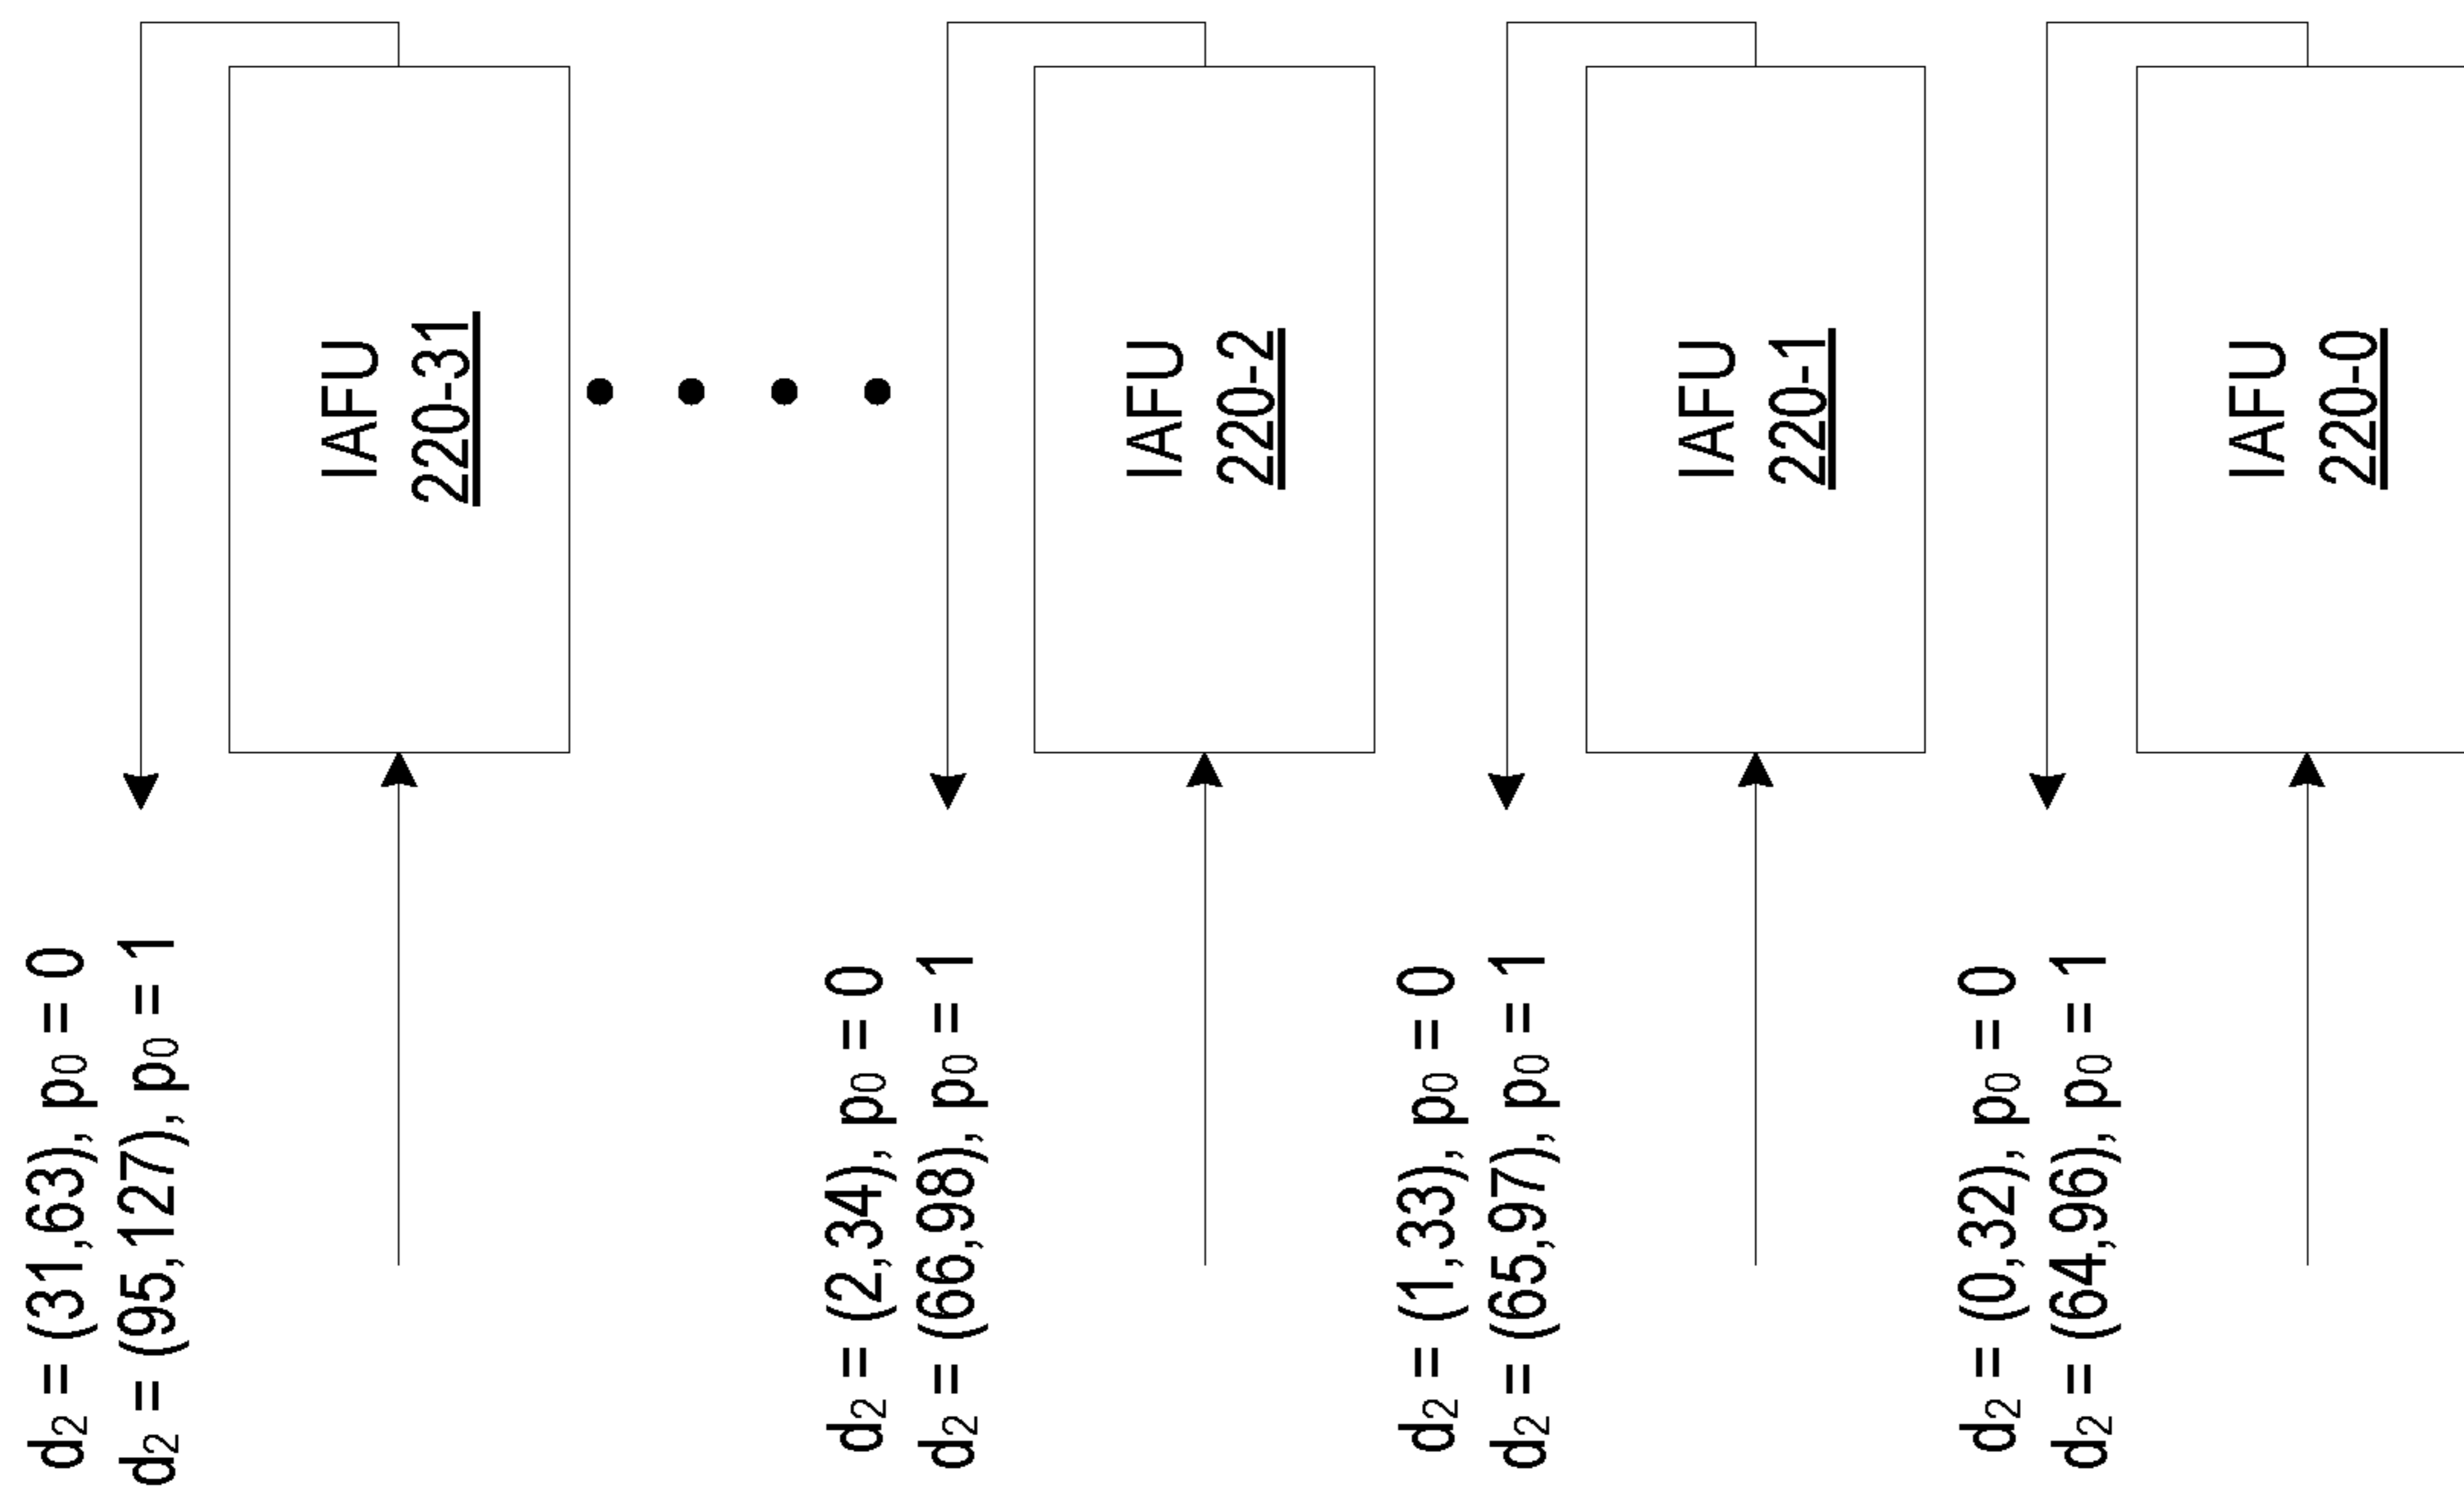 IAFU
220-31
d₂ = (31,63), p₀ = 0
d₂ = (95,127), p₀ = 1
IAFU
220-2
d₂ = (2,34), p₀ = 0
d₂ = (66,98), p₀ = 1
IAFU
220-1
d₂ = (1,33), p₀ = 0
d₂ = (65,97), p₀ = 1
IAFU
220-0
d₂ = (0,32), p₀ = 0
d₂ = (64,96), p₀ = 1